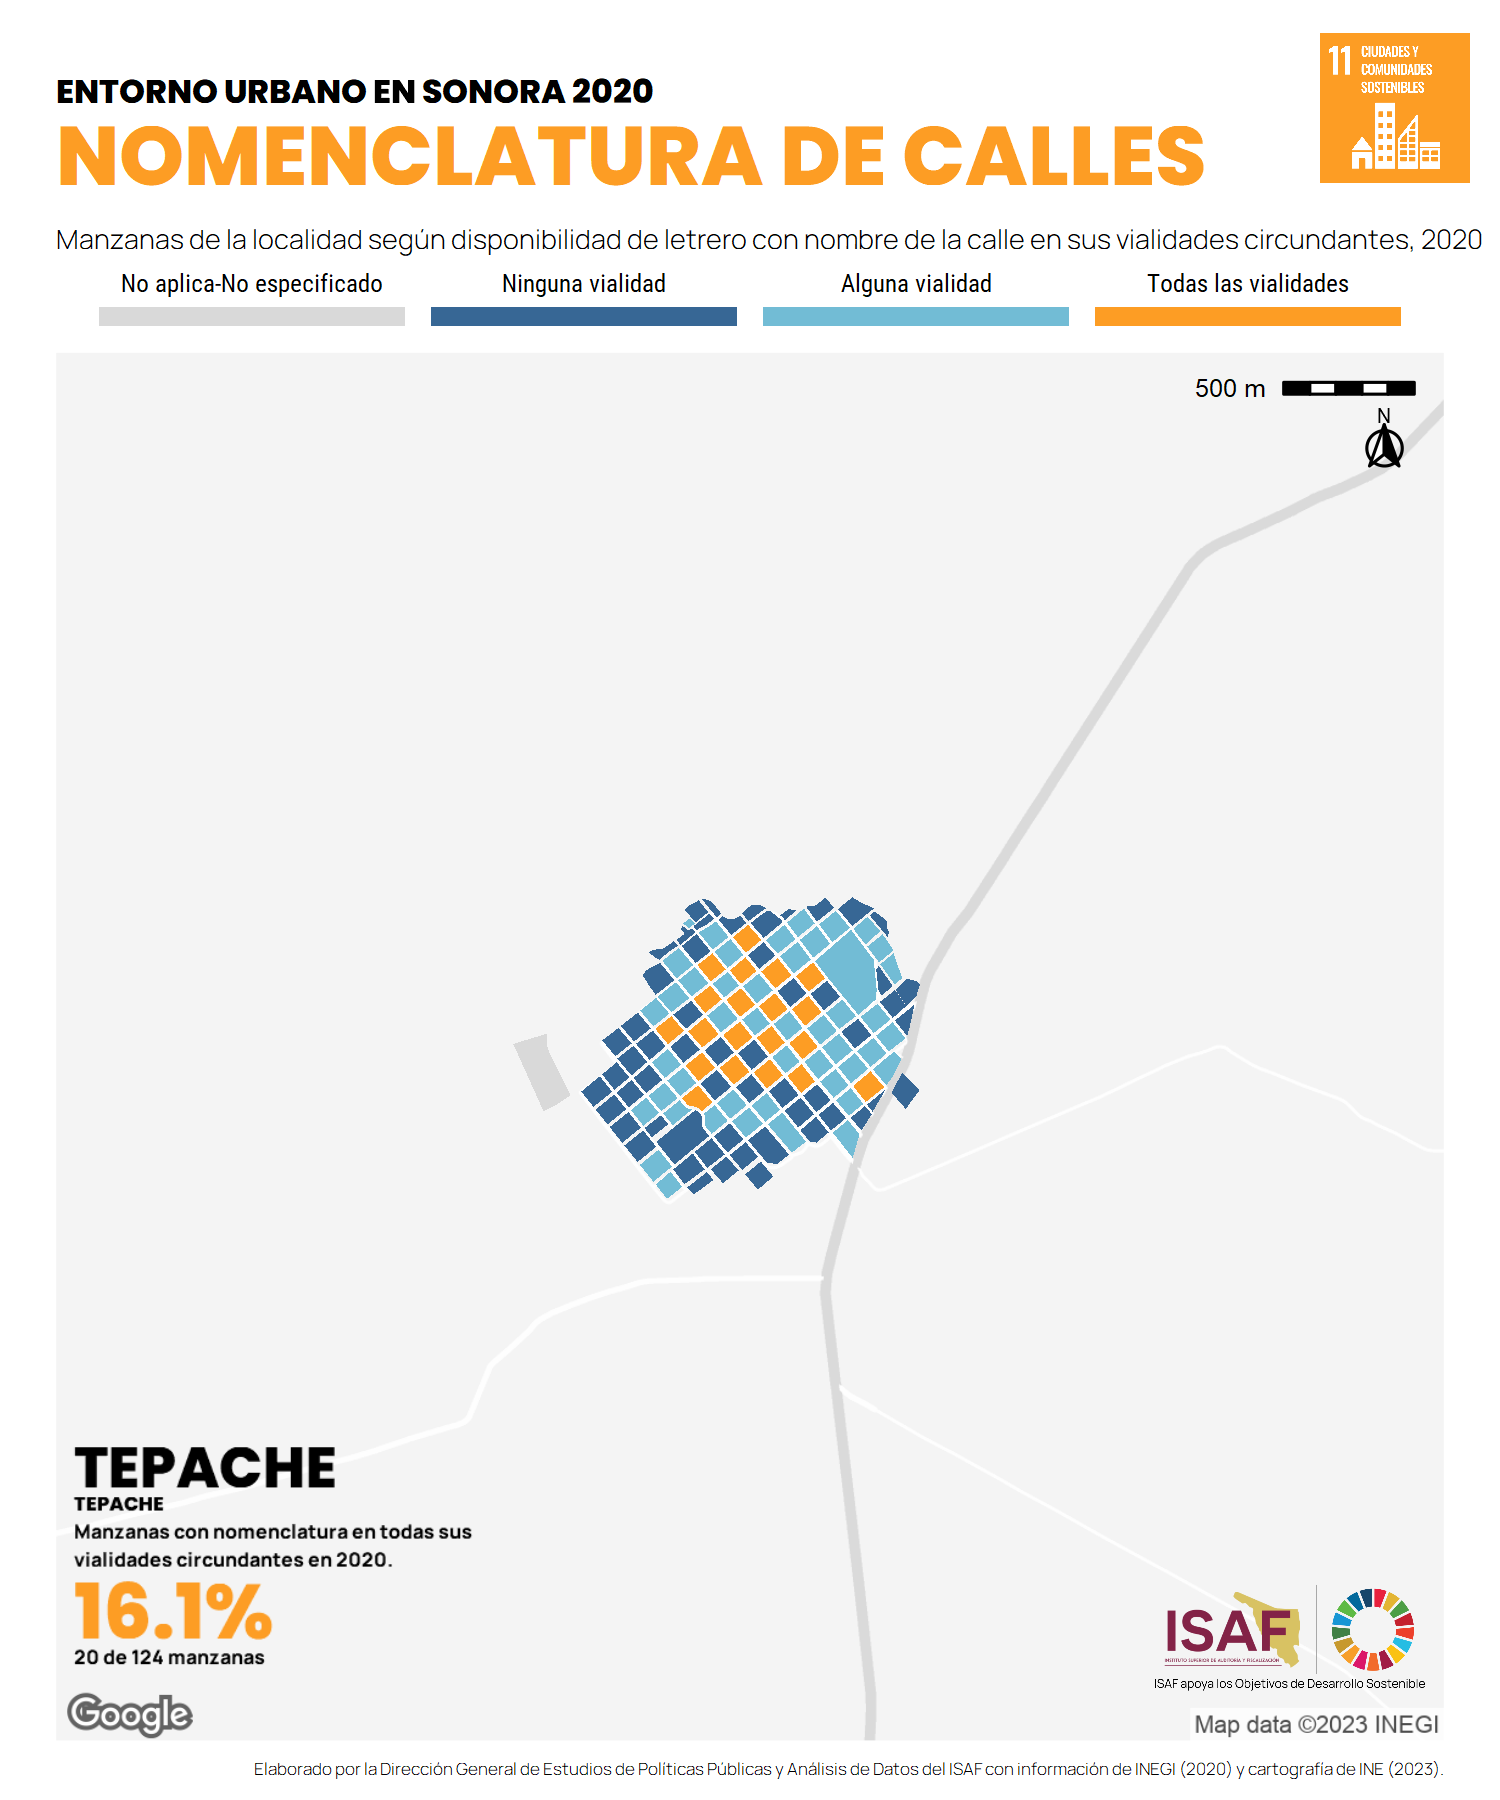 11 CIUDADES Y
COMUNIDADES
SOSTENIBLES
ENTORNO URBANO EN SONORA 2020
NOMENCLATURA DE CALLES
Manzanas de la localidad según disponibilidad de letrero con nombre de la calle en sus vialidades circundantes, 2020
No aplica-No especificado
Ninguna vialidad
Alguna vialidad
Todas las vialidades
500 m
N
TEPACHE
TEPACHE
Manzanas con nomenclatura en todas sus
vialidades circundantes en 2020.
16.1%
20 de 124 manzanas
Google
ISAF
INSTITUTO SUPERIOR DE AUDITORÍA Y FISCALIZACIÓN
ISAF apoya los Objetivos de Desarrollo Sostenible
Map data ©2023 INEGI
Elaborado por la Dirección General de Estudios de Políticas Públicas y Análisis de Datos del ISAF con información de INEGI (2020) y cartografía de INE (2023).